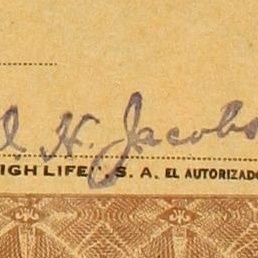 H. Jacobs
IGH LIFE", S. A. EL AUTORIZADO